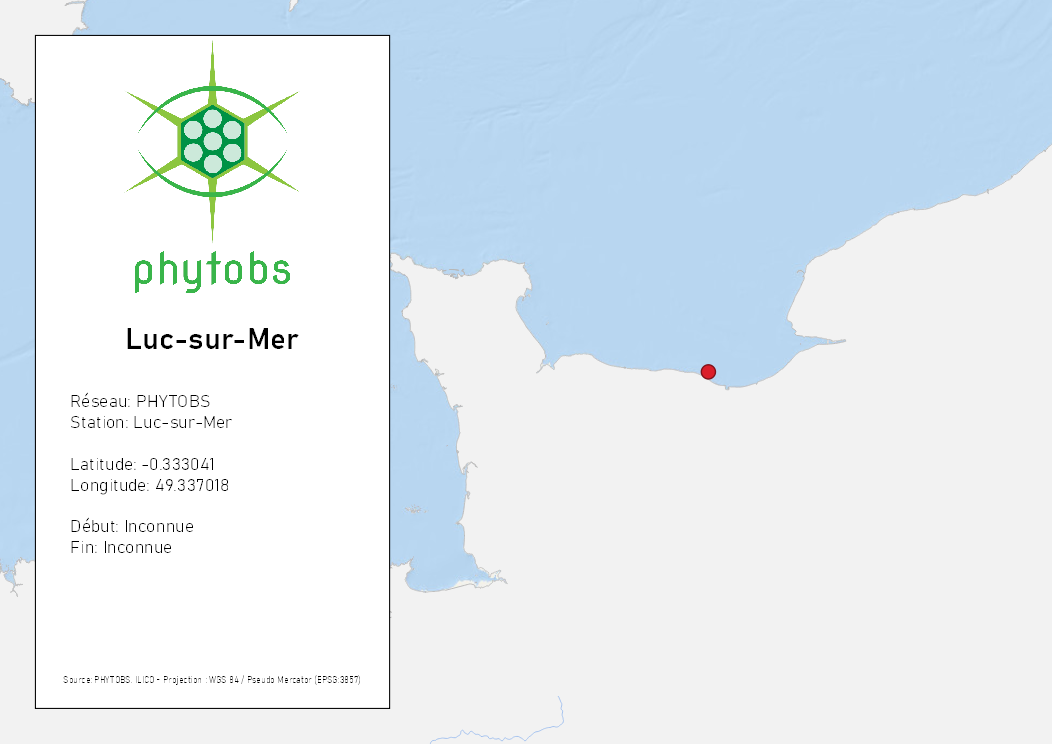 phytobs
Luc-sur-Mer
Réseau: PHYTOBS
Station: Luc-sur-Mer
Latitude: -0.333041
Longitude: 49.337018
Début: Inconnue
Fin: Inconnue
Source: PHYTOBS, ILICO - Projection : WGS 84 / Pseudo Mercator (EPSG:3857)